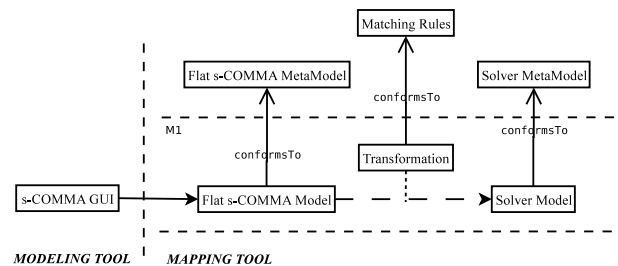 Matching Rules
Flat s-COMMA MetaModel
Solver MetaModel
conformsTo
M1
conformsTo
conformsTo
Transformation
s-COMMA GUI
Flat s-COMMA Model
Solver Model
MODELING TOOL
MAPPING TOOL